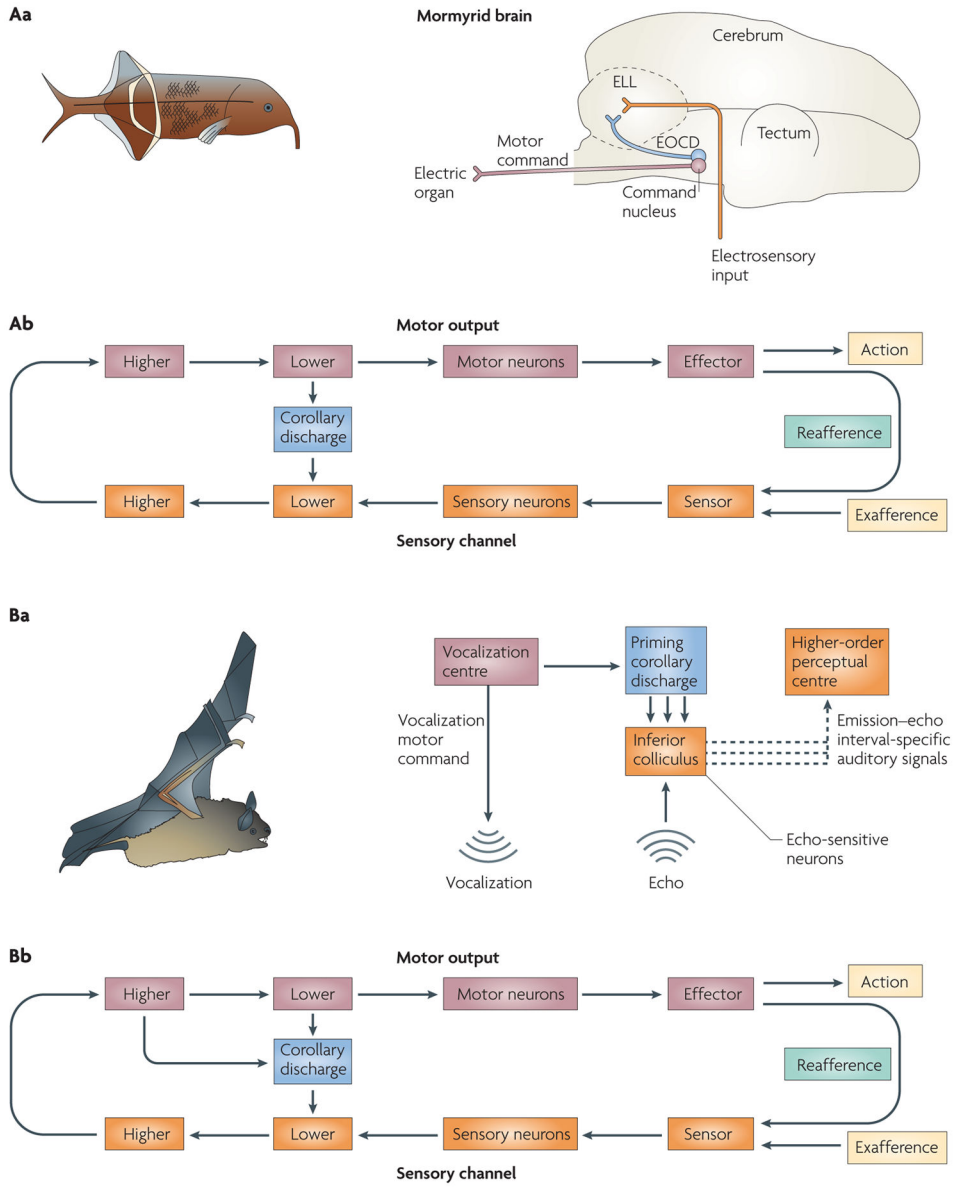 Aa
Mormyrid brain
Cerebrum
ELL
Tectum
EOCD
Motor
command
Electric
organ
Command
nucleus
Electrosensory
input
Ab
Motor output
Higher
Lower
Motor neurons
Effector
Action
Corollary
discharge
Reafference
Higher
Lower
Sensory neurons
Sensor
Exafference
Sensory channel
Ba
Vocalization
centre
Priming
corollary
discharge
Higher-order
perceptual
centre
Vocalization
motor
command
Inferior
colliculus
Emission–echo
interval-specific
auditory signals
Echo-sensitive
neurons
Vocalization
Echo
Bb
Motor output
Higher
Lower
Motor neurons
Effector
Action
Corollary
discharge
Reafference
Higher
Lower
Sensory neurons
Sensor
Exafference
Sensory channel